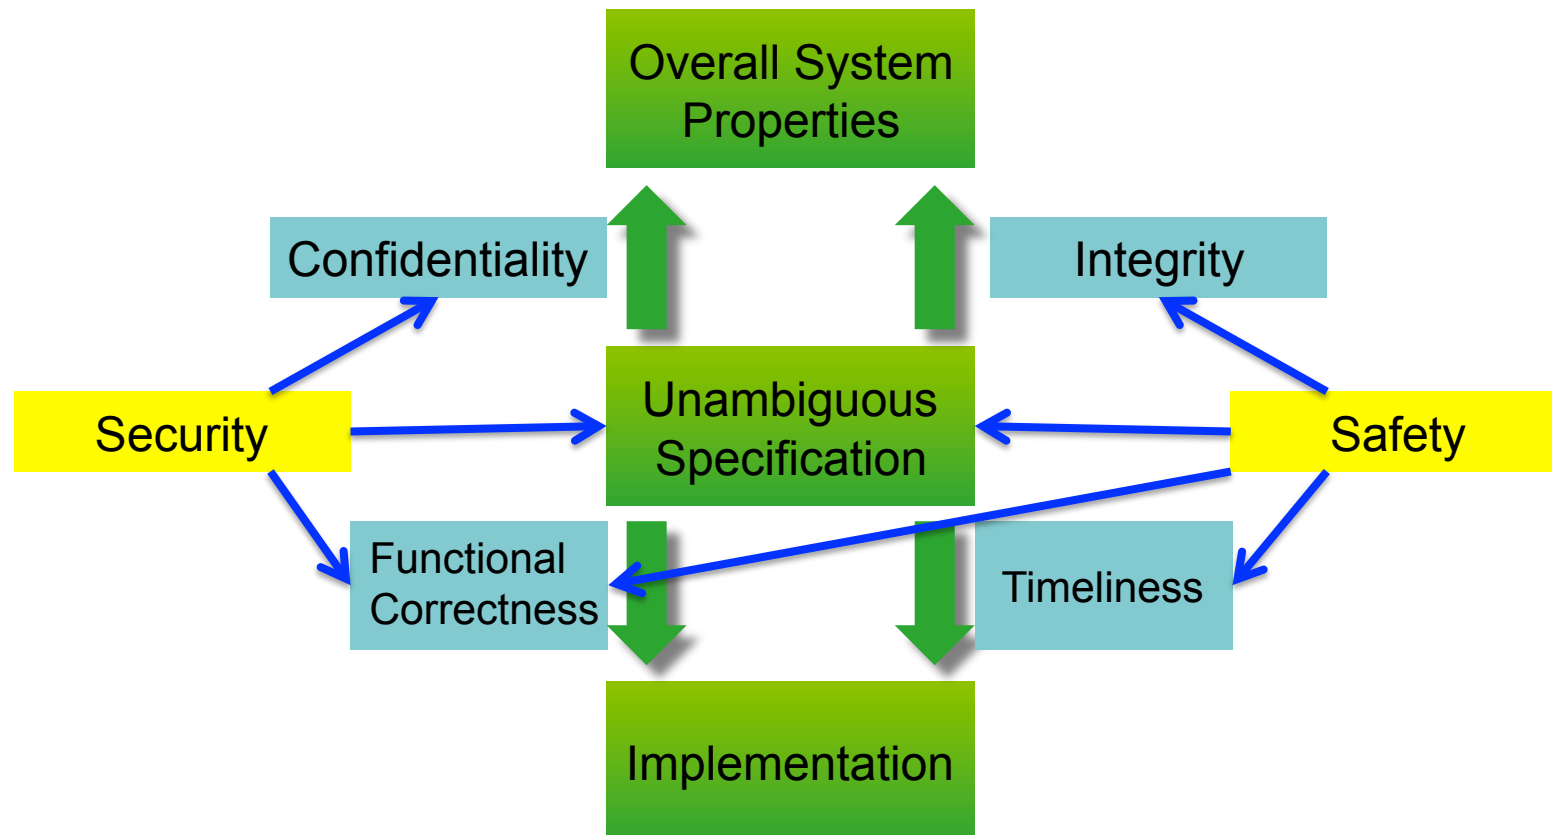 Overall System
Properties
Confidentiality
Integrity
Unambiguous
Specification
Security
Safety
Functional
Correctness
Timeliness
Implementation